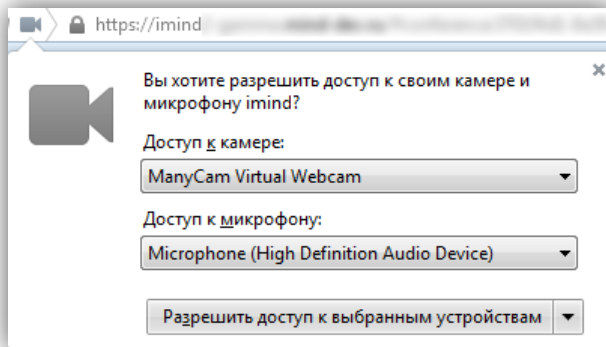 https://imind
Вы хотите разрешить доступ к своим камере и
микрофону imind?
Доступ к камере:
ManyCam Virtual Webcam
Доступ к микрофону:
Microphone (High Definition Audio Device)
Разрешить доступ к выбранным устройствам